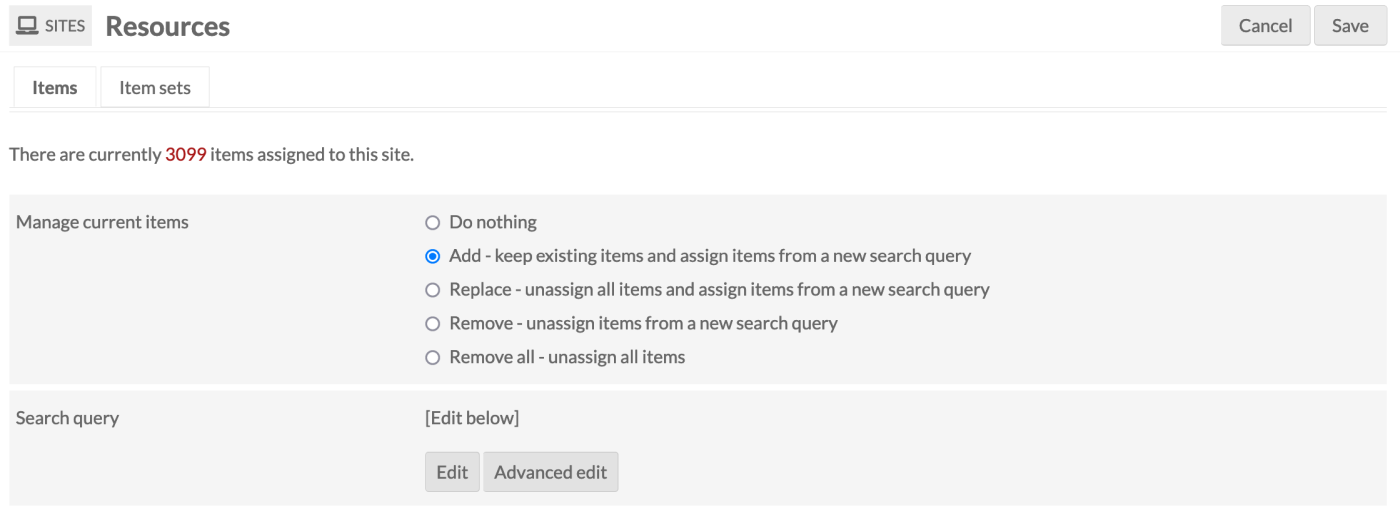 SITES Resources Cancel Save
Items Item sets
There are currently 3099 items assigned to this site.
Manage current items
Do nothing
Add - keep existing items and assign items from a new search query
Replace - unassign all items and assign items from a new search query
Remove - unassign items from a new search query
Remove all - unassign all items
Search query [Edit below]
Edit Advanced edit